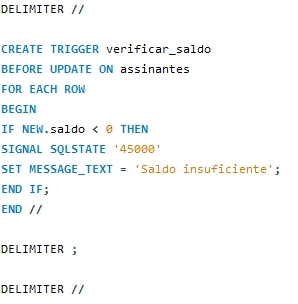 DELIMITER //
CREATE TRIGGER verificar_saldo
BEFORE UPDATE ON assinantes
FOR EACH ROW
BEGIN
IF NEW.saldo < 0 THEN
SIGNAL SQLSTATE '45000'
SET MESSAGE_TEXT = 'Saldo insuficiente';
END IF;
END //
DELIMITER ;
DELIMITER //